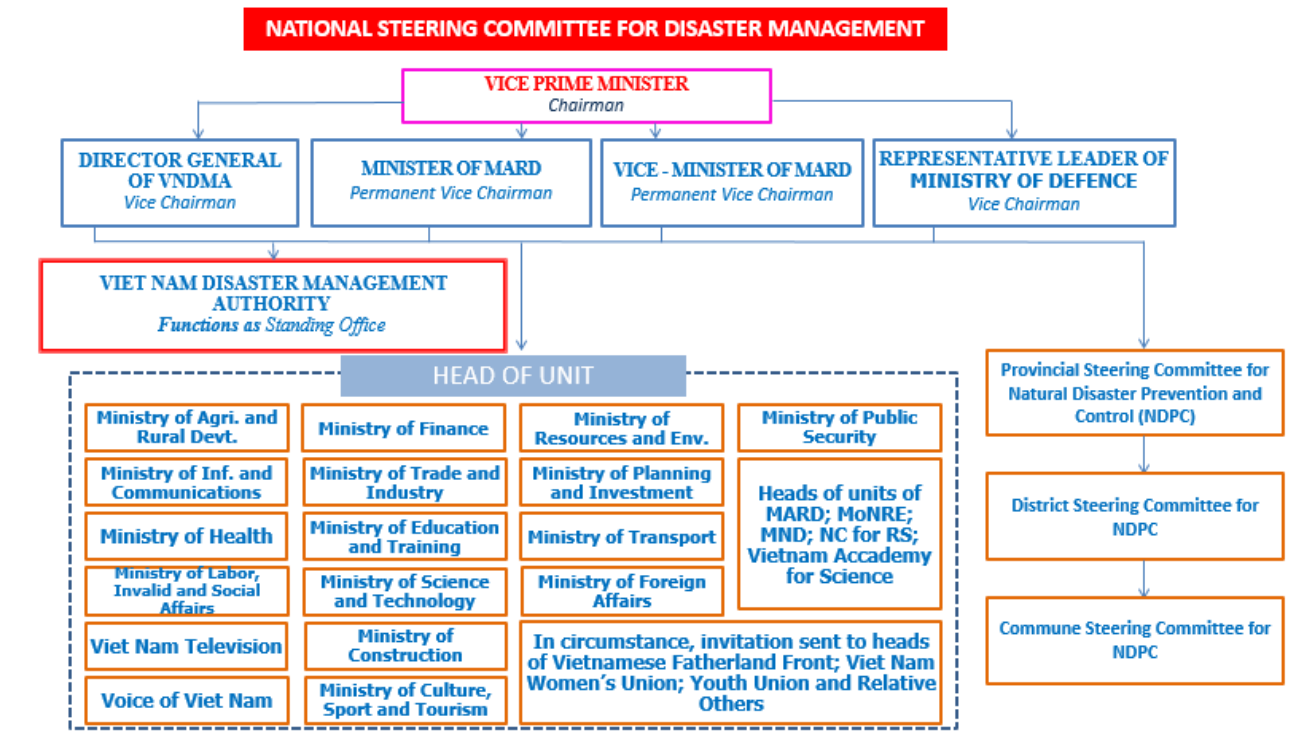 NATIONAL STEERING COMMITTEE FOR DISASTER MANAGEMENT
VICE PRIME MINISTER
Chairman
DIRECTOR GENERAL
OF VNDMA
Vice Chairman
MINISTER OF MARD
Permanent Vice Chairman
VICE - MINISTER OF MARD
Permanent Vice Chairman
REPRESENTATIVE LEADER OF
MINISTRY OF DEFENCE
Vice Chairman
VIET NAM DISASTER MANAGEMENT
AUTHORITY
Functions as Standing Office
HEAD OF UNIT
Ministry of Agri. and
Rural Devt.
Ministry of Finance
Ministry of
Resources and Env.
Ministry of Public
Security
Ministry of Inf. and
Communications
Ministry of Trade and
Industry
Ministry of Planning
and Investment
Heads of units of
MARD; MoNRE;
MND; NC for RS;
Vietnam Accademy
for Science
Ministry of Health
Ministry of Education
and Training
Ministry of Transport
Ministry of Labor,
Invalid and Social
Affairs
Ministry of Science
and Technology
Ministry of Foreign
Affairs
Viet Nam Television
Ministry of
Construction
In circumstance, invitation sent to heads
of Vietnamese Fatherland Front; Viet Nam
Women's Union; Youth Union and Relative
Others
Voice of Viet Nam
Ministry of Culture,
Sport and Tourism
Provincial Steering Committee for
Natural Disaster Prevention and
Control (NDPC)
District Steering Committee for
NDPC
Commune Steering Committee for
NDPC